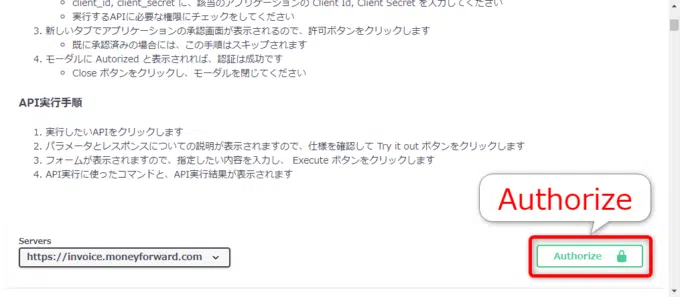 client_id, client_secret に、該当のアプリケーションの Client Id, Client Secret を入力してください
実行するAPIに必要な権限にチェックをしてください
3. 新しいタブでアプリケーションの承認画面が表示されるので、許可ボタンをクリックします
既に承認済みの場合には、この手順はスキップされます
4. モーダルに Autorized と表示されれば、認証は成功です
Close ボタンをクリックし、モーダルを閉じてください
API実行手順
1. 実行したいAPIをクリックします
2. パラメータとレスポンスについての説明が表示されますので、仕様を確認して Try it out ボタンをクリックします
3. フォームが表示されますので、指定したい内容を入力し、 Execute ボタンをクリックします
4. API実行に使ったコマンドと、API実行結果が表示されます
Authorize
Servers
https://invoice.moneyforward.com
Authorize